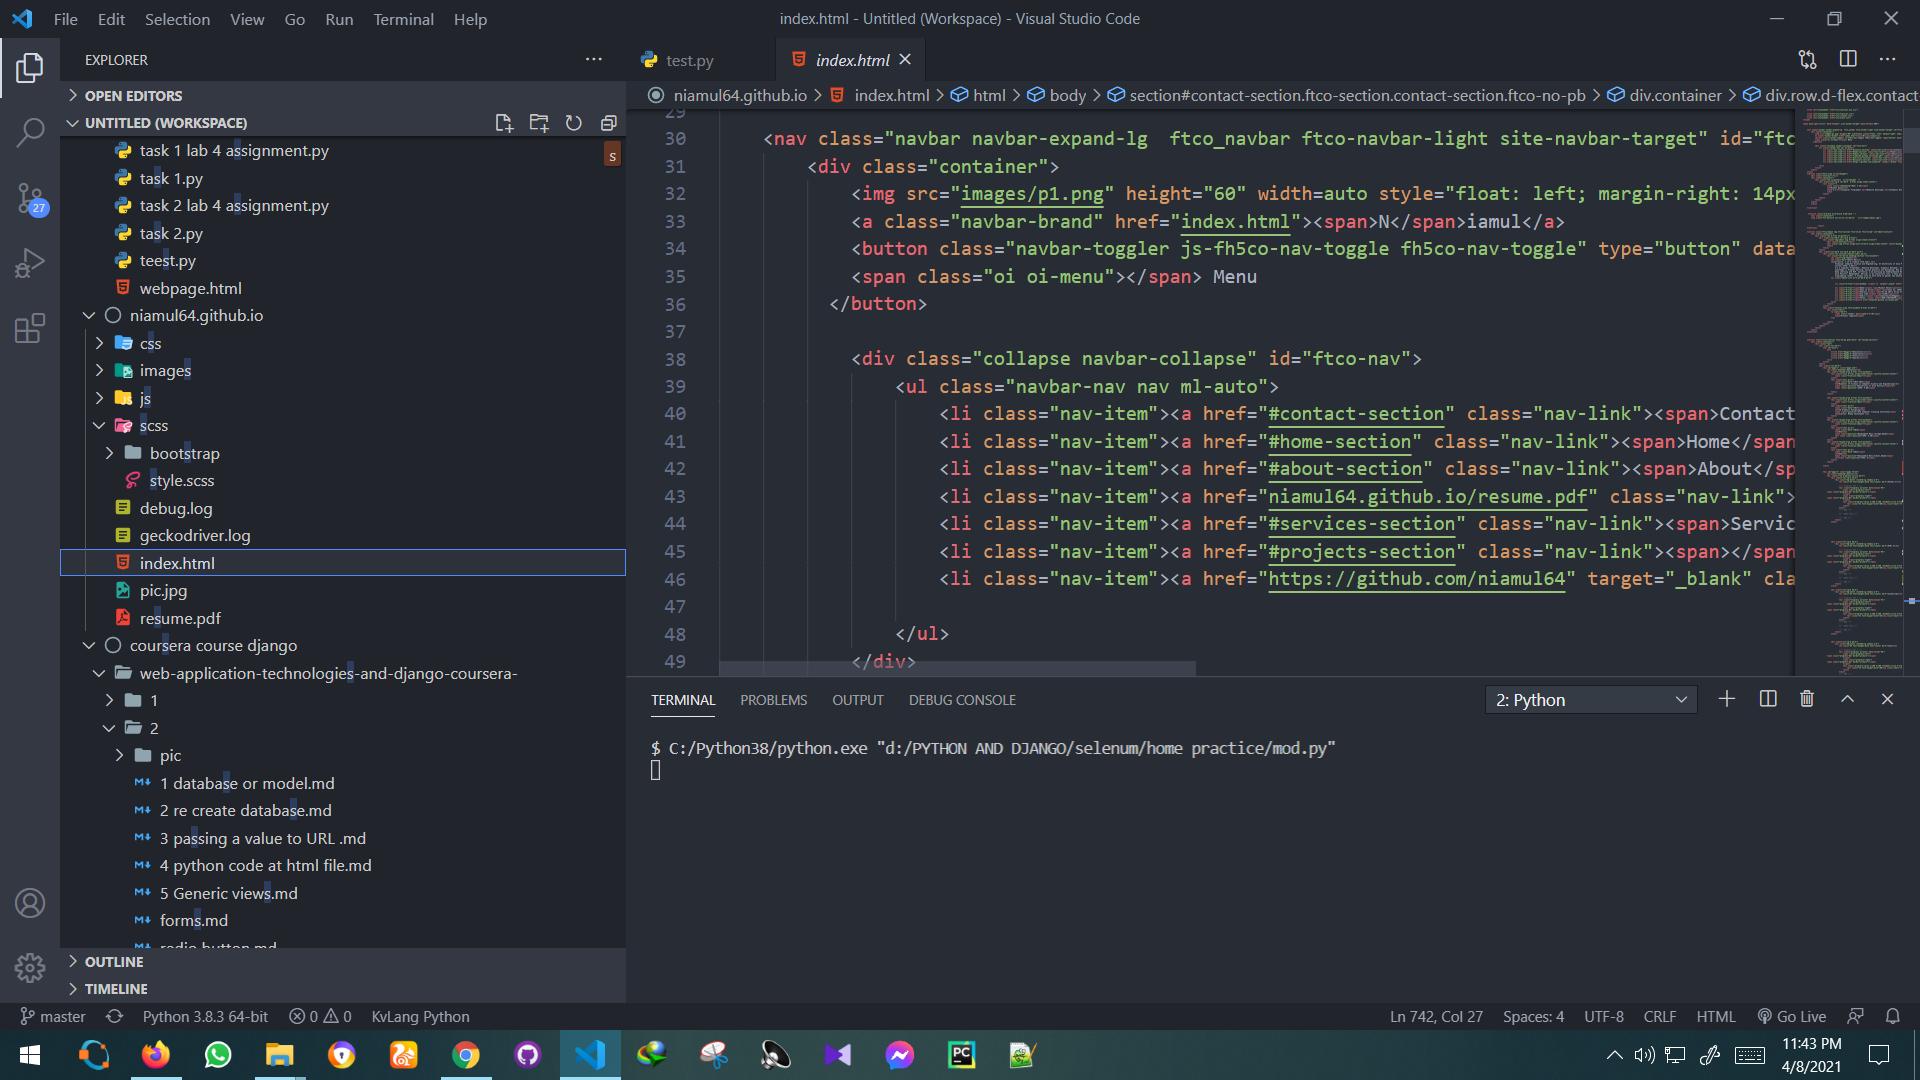 File Edit Selection View Go Run Terminal Help
index.html - Untitled (Workspace) - Visual Studio Code
EXPLORER
OPEN EDITORS
UNTITLED (WORKSPACE)
task 1 lab 4 assignment.py
s
task 1.py
task 2 lab 4 assignment.py
task 2.py
teest.py
webpage.html
niamul64.github.io
css
images
js
scss
bootstrap
style.scss
debug.log
geckodriver.log
index.html
pic.jpg
resume.pdf
coursera course django
web-application-technologies-and-django-coursera-
1
2
pic
1 database or model.md
2 re create database.md
3 passing a value to URL .md
4 python code at html file.md
5 Generic views.md
forms.md
radio button.md
OUTLINE
TIMELINE
27
test.py
index.html
niamul64.github.io > index.html > html > body > section#contact-section.ftco-section.contact-section.ftco-no-pb > div.container > div.row.d-flex.contact
29
30 <nav class="navbar navbar-expand-lg  ftco_navbar ftco-navbar-light site-navbar-target" id="ftc
31 <div class="container">
32 <img src="images/p1.png" height="60" width=auto style="float: left; margin-right: 14px
33 <a class="navbar-brand" href="index.html"><span>N</span>iamul</a>
34 <button class="navbar-toggler js-fh5co-nav-toggle fh5co-nav-toggle" type="button" data
35 <span class="oi oi-menu"></span> Menu
36 </button>
37
38 <div class="collapse navbar-collapse" id="ftco-nav">
39 <ul class="navbar-nav nav ml-auto">
40 <li class="nav-item"><a href="#contact-section" class="nav-link"><span>Contact
41 <li class="nav-item"><a href="#home-section" class="nav-link"><span>Home</span
42 <li class="nav-item"><a href="#about-section" class="nav-link"><span>About</sp
43 <li class="nav-item"><a href="niamul64.github.io/resume.pdf" class="nav-link">
44 <li class="nav-item"><a href="#services-section" class="nav-link"><span>Servic
45 <li class="nav-item"><a href="#projects-section" class="nav-link"><span></span
46 <li class="nav-item"><a href="https://github.com/niamul64" target="_blank" cla
47
48 </ul>
49 </div>
TERMINAL PROBLEMS OUTPUT DEBUG CONSOLE
2: Python
$ C:/Python38/python.exe "d:/PYTHON AND DJANGO/selenum/home practice/mod.py"
master
Python 3.8.3 64-bit
0 0
KvLang Python
Ln 742, Col 27
Spaces: 4
UTF-8
CRLF
HTML
Go Live
11:43 PM
4/8/2021
PC